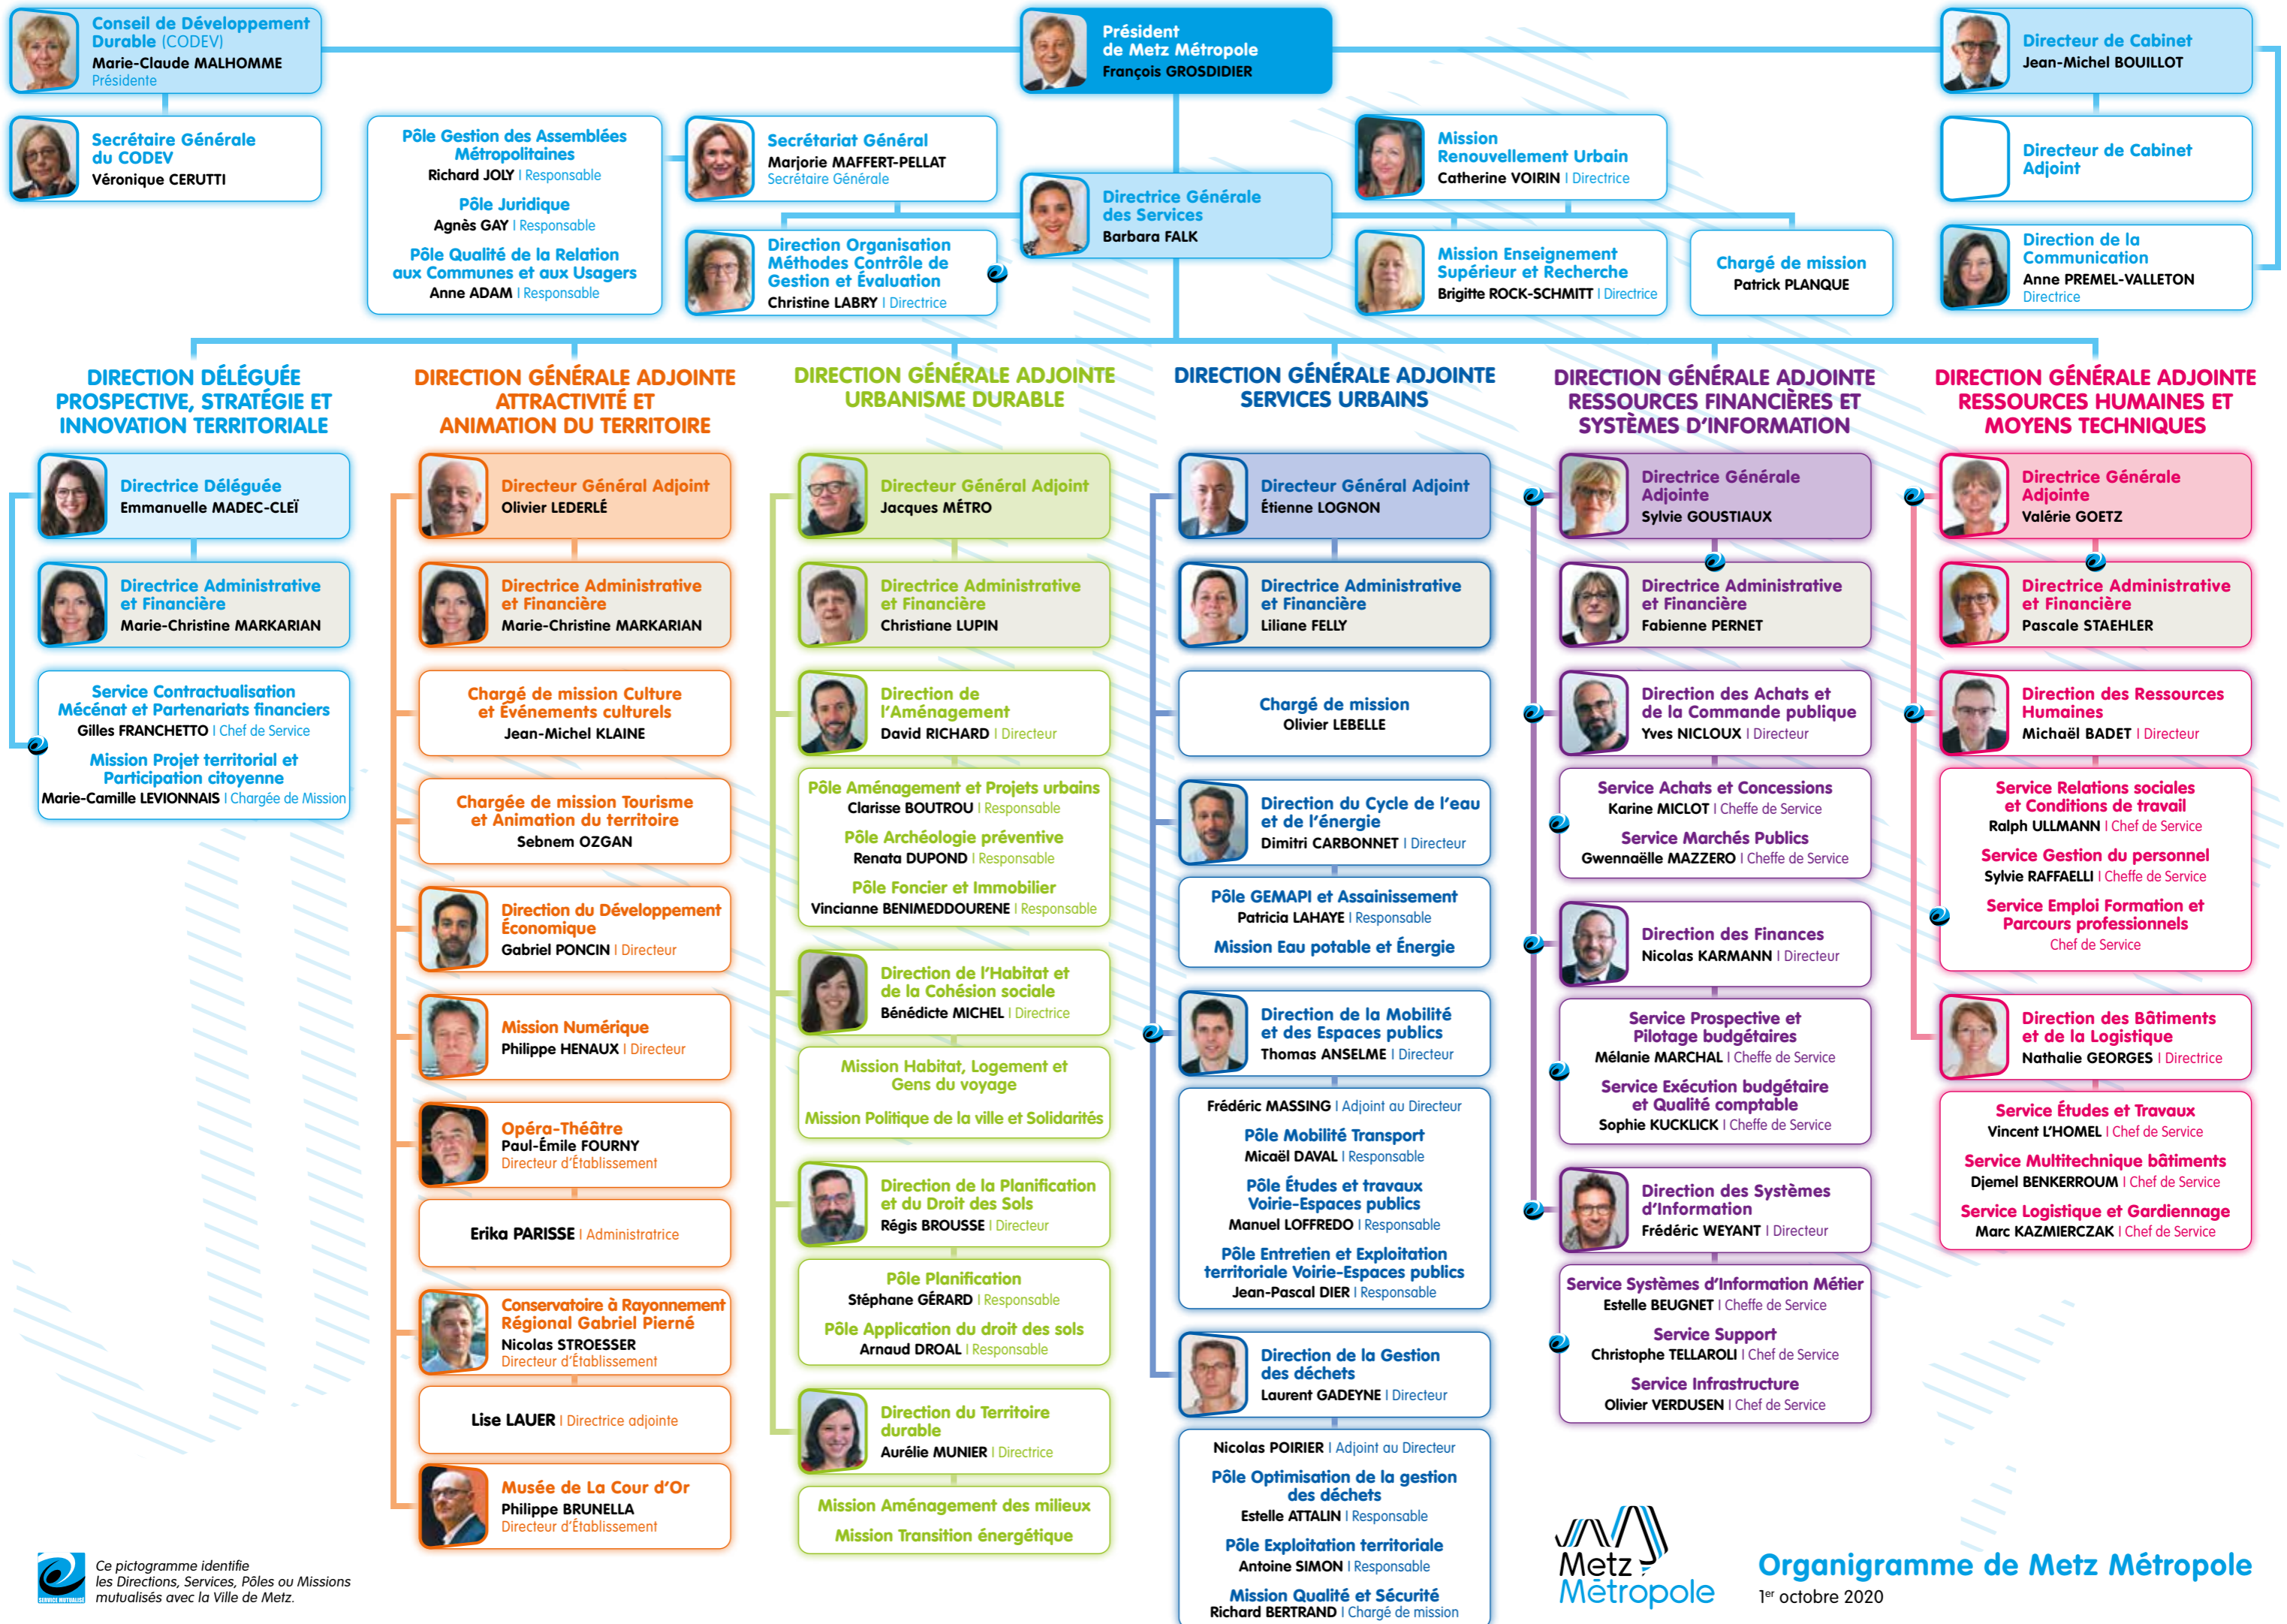 Conseil de Développement
Durable (CODEV)
Marie-Claude MALHOMME
Présidente
Président
de Metz Métropole
François GROSDIDIER
Directeur de Cabinet
Jean-Michel BOUILLOT
Secrétaire Générale
du CODEV
Véronique CERUTTI
Pôle Gestion des Assemblées
Métropolitaines
Richard JOLY | Responsable
Pôle Juridique
Agnès GAY | Responsable
Pôle Qualité de la Relation
aux Communes et aux Usagers
Anne ADAM | Responsable
Secrétariat Général
Marjorie MAFFERT-PELLAT
Secrétaire Générale
Direction Organisation
Méthodes Contrôle de
Gestion et Évaluation
Christine LABRY | Directrice
Directrice Générale
des Services
Barbara FALK
Mission
Renouvellement Urbain
Catherine VOIRIN | Directrice
Mission Enseignement
Supérieur et Recherche
Brigitte ROCK-SCHMITT | Directrice
Chargé de mission
Patrick PLANQUE
Directeur de Cabinet
Adjoint
Direction de la
Communication
Anne PREMEL-VALLETON
Directrice
DIRECTION DÉLÉGUÉE
PROSPECTIVE, STRATÉGIE ET
INNOVATION TERRITORIALE
Directrice Déléguée
Emmanuelle MADEC-CLEÏ
Directrice Administrative
et Financière
Marie-Christine MARKARIAN
Service Contractualisation
Mécénat et Partenariats financiers
Gilles FRANCHETTO | Chef de Service
Mission Projet territorial et
Participation citoyenne
Marie-Camille LEVIONNAIS | Chargée de Mission
DIRECTION GÉNÉRALE ADJOINTE
ATTRACTIVITÉ ET
ANIMATION DU TERRITOIRE
Directeur Général Adjoint
Olivier LEDERLÉ
Directrice Administrative
et Financière
Marie-Christine MARKARIAN
Chargé de mission Culture
et Événements culturels
Jean-Michel KLAINE
Chargée de mission Tourisme
et Animation du territoire
Sebnem OZGAN
Direction du Développement
Économique
Gabriel PONCIN | Directeur
Mission Numérique
Philippe HENAUX | Directeur
Opéra-Théâtre
Paul-Émile FOURNY
Directeur d'Établissement
Erika PARISSE | Administratrice
Conservatoire à Rayonnement
Régional Gabriel Pierné
Nicolas STROESSER
Directeur d'Établissement
Lise LAUER | Directrice adjointe
Musée de La Cour d'Or
Philippe BRUNELLA
Directeur d'Établissement
DIRECTION GÉNÉRALE ADJOINTE
URBANISME DURABLE
Directeur Général Adjoint
Jacques MÉTRO
Directrice Administrative
et Financière
Christiane LUPIN
Direction de
l'Aménagement
David RICHARD | Directeur
Pôle Aménagement et Projets urbains
Clarisse BOUTROU | Responsable
Pôle Archéologie préventive
Renata DUPOND | Responsable
Pôle Foncier et Immobilier
Vincianne BENIMEDDOURENE | Responsable
Direction de l'Habitat et
de la Cohésion sociale
Bénédicte MICHEL | Directrice
Mission Habitat, Logement et
Gens du voyage
Mission Politique de la ville et Solidarités
Direction de la Planification
et du Droit des Sols
Régis BROUSSE | Directeur
Pôle Planification
Stéphane GÉRARD | Responsable
Pôle Application du droit des sols
Arnaud DROAL | Responsable
Direction du Territoire
durable
Aurélie MUNIER | Directrice
Mission Aménagement des milieux
Mission Transition énergétique
DIRECTION GÉNÉRALE ADJOINTE
SERVICES URBAINS
Directeur Général Adjoint
Étienne LOGNON
Directrice Administrative
et Financière
Liliane FELLY
Chargé de mission
Olivier LEBELLE
Direction du Cycle de l'eau
et de l'énergie
Dimitri CARBONNET | Directeur
Pôle GEMAPI et Assainissement
Patricia LAHAYE | Responsable
Mission Eau potable et Énergie
Direction de la Mobilité
et des Espaces publics
Thomas ANSELME | Directeur
Frédéric MASSING | Adjoint au Directeur
Pôle Mobilité Transport
Micaël DAVAL | Responsable
Pôle Études et travaux
Voirie-Espaces publics
Manuel LOFFREDO | Responsable
Pôle Entretien et Exploitation
territoriale Voirie-Espaces publics
Jean-Pascal DIER | Responsable
Direction de la Gestion
des déchets
Laurent GADEYNE | Directeur
Nicolas POIRIER | Adjoint au Directeur
Pôle Optimisation de la gestion
des déchets
Estelle ATTALIN | Responsable
Pôle Exploitation territoriale
Antoine SIMON | Responsable
Mission Qualité et Sécurité
Richard BERTRAND | Chargé de mission
DIRECTION GÉNÉRALE ADJOINTE
RESSOURCES FINANCIÈRES ET
SYSTÈMES D'INFORMATION
Directrice Générale
Adjointe
Sylvie GOUSTIAUX
Directrice Administrative
et Financière
Fabienne PERNET
Direction des Achats et
de la Commande publique
Yves NICLOUX | Directeur
Service Achats et Concessions
Karine MICLOT | Cheffe de Service
Service Marchés Publics
Gwennaëlle MAZZERO | Cheffe de Service
Direction des Finances
Nicolas KARMANN | Directeur
Service Prospective et
Pilotage budgétaires
Mélanie MARCHAL | Cheffe de Service
Service Exécution budgétaire
et Qualité comptable
Sophie KUCKLICK | Cheffe de Service
Direction des Systèmes
d'Information
Frédéric WEYANT | Directeur
Service Systèmes d'Information Métier
Estelle BEUGNET | Cheffe de Service
Service Support
Christophe TELLAROLI | Chef de Service
Service Infrastructure
Olivier VERDUSEN | Chef de Service
DIRECTION GÉNÉRALE ADJOINTE
RESSOURCES HUMAINES ET
MOYENS TECHNIQUES
Directrice Générale
Adjointe
Valérie GOETZ
Directrice Administrative
et Financière
Pascale STAEHLER
Direction des Ressources
Humaines
Michaël BADET | Directeur
Service Relations sociales
et Conditions de travail
Ralph ULLMANN | Chef de Service
Service Gestion du personnel
Sylvie RAFFAELLI | Cheffe de Service
Service Emploi Formation et
Parcours professionnels
Chef de Service
Direction des Bâtiments
et de la Logistique
Nathalie GEORGES | Directrice
Service Études et Travaux
Vincent L'HOMEL | Chef de Service
Service Multitechnique bâtiments
Djemel BENKERROUM | Chef de Service
Service Logistique et Gardiennage
Marc KAZMIERCZAK | Chef de Service
SERVICE MUTUALISÉ
Ce pictogramme identifie
les Directions, Services, Pôles ou Missions
mutualisés avec la Ville de Metz.
Metz
Métropole
Organigramme de Metz Métropole
1er octobre 2020